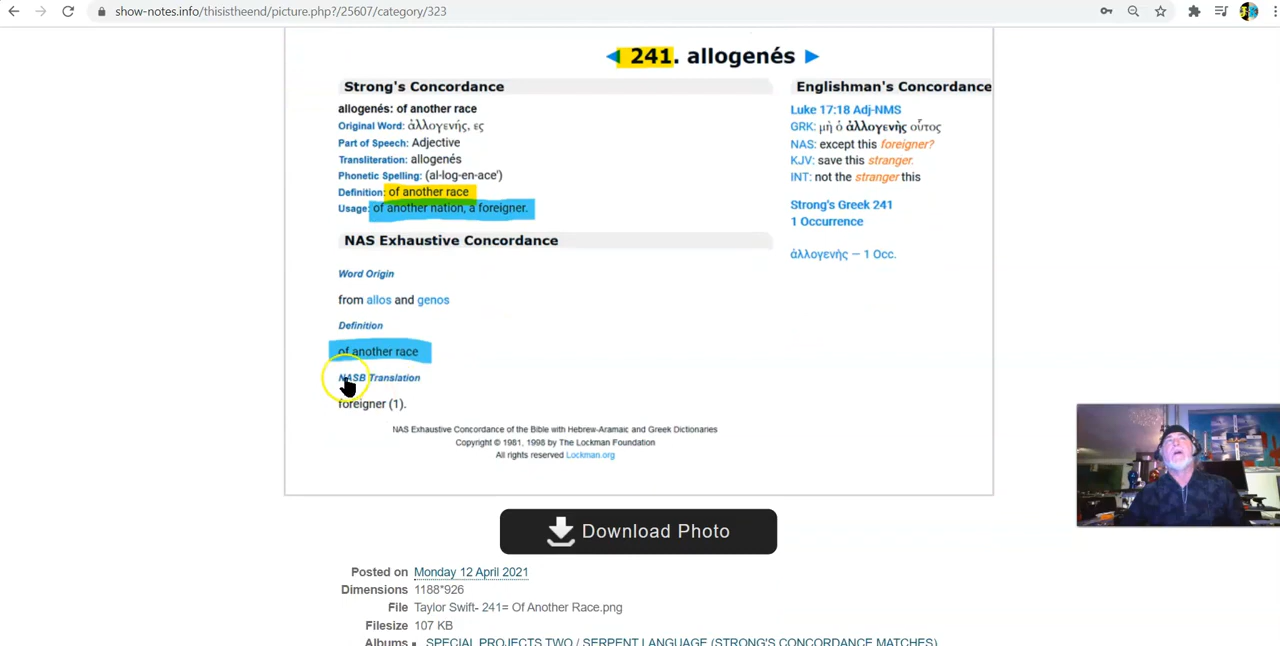 show-notes.info/thisistheend/picture.php?/25607/category/323
241. allogenés
Strong's Concordance
allogenés: of another race
Original Word: ἀλλογενής, ες
Part of Speech: Adjective
Transliteration: allogenés
Phonetic Spelling: (al-log-en-ace')
Definition: of another race
Usage: of another nation, a foreigner.
NAS Exhaustive Concordance
Word Origin
from allos and genos
Definition
of another race
NASB Translation
foreigner (1).
NAS Exhaustive Concordance of the Bible with Hebrew-Aramaic and Greek Dictionaries
Copyright © 1981, 1998 by The Lockman Foundation
All rights reserved Lockman.org
Englishman's Concordance
Luke 17:18 Adj-NMS
GRK: μὴ ὁ ἀλλογενὴς οὗτος
NAS: except this foreigner?
KJV: save this stranger.
INT: not the stranger this
Strong's Greek 241
1 Occurrence
ἀλλογενὴς — 1 Occ.
Download Photo
Posted on Monday 12 April 2021
Dimensions 1188*926
File Taylor Swift- 241= Of Another Race.png
Filesize 107 KB
Albums SPECIAL PROJECTS TWO / SERPENT LANGUAGE (STRONG'S CONCORDANCE MATCHES)